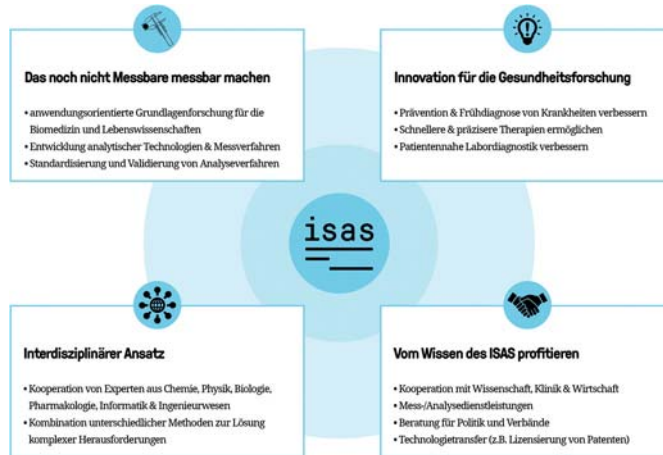 Das noch nicht Messbare messbar machen
• anwendungsorientierte Grundlagenforschung für die
Biomedizin und Lebenswissenschaften
• Entwicklung analytischer Technologien & Messverfahren
• Standardisierung und Validierung von Analyseverfahren
Innovation für die Gesundheitsforschung
• Prävention & Frühdiagnose von Krankheiten verbessern
• Schnellere & präzisere Therapien ermöglichen
• Patientennahe Labordiagnostik verbessern
isas
Interdisziplinärer Ansatz
• Kooperation von Experten aus Chemie, Physik, Biologie,
Pharmakologie, Informatik & Ingenieurwesen
• Kombination unterschiedlicher Methoden zur Lösung
komplexer Herausforderungen
Vom Wissen des ISAS profitieren
• Kooperation mit Wissenschaft, Klinik & Wirtschaft
• Mess-/Analysedienstleistungen
• Beratung für Politik und Verbände
• Technologietransfer (z.B. Lizensierung von Patenten)